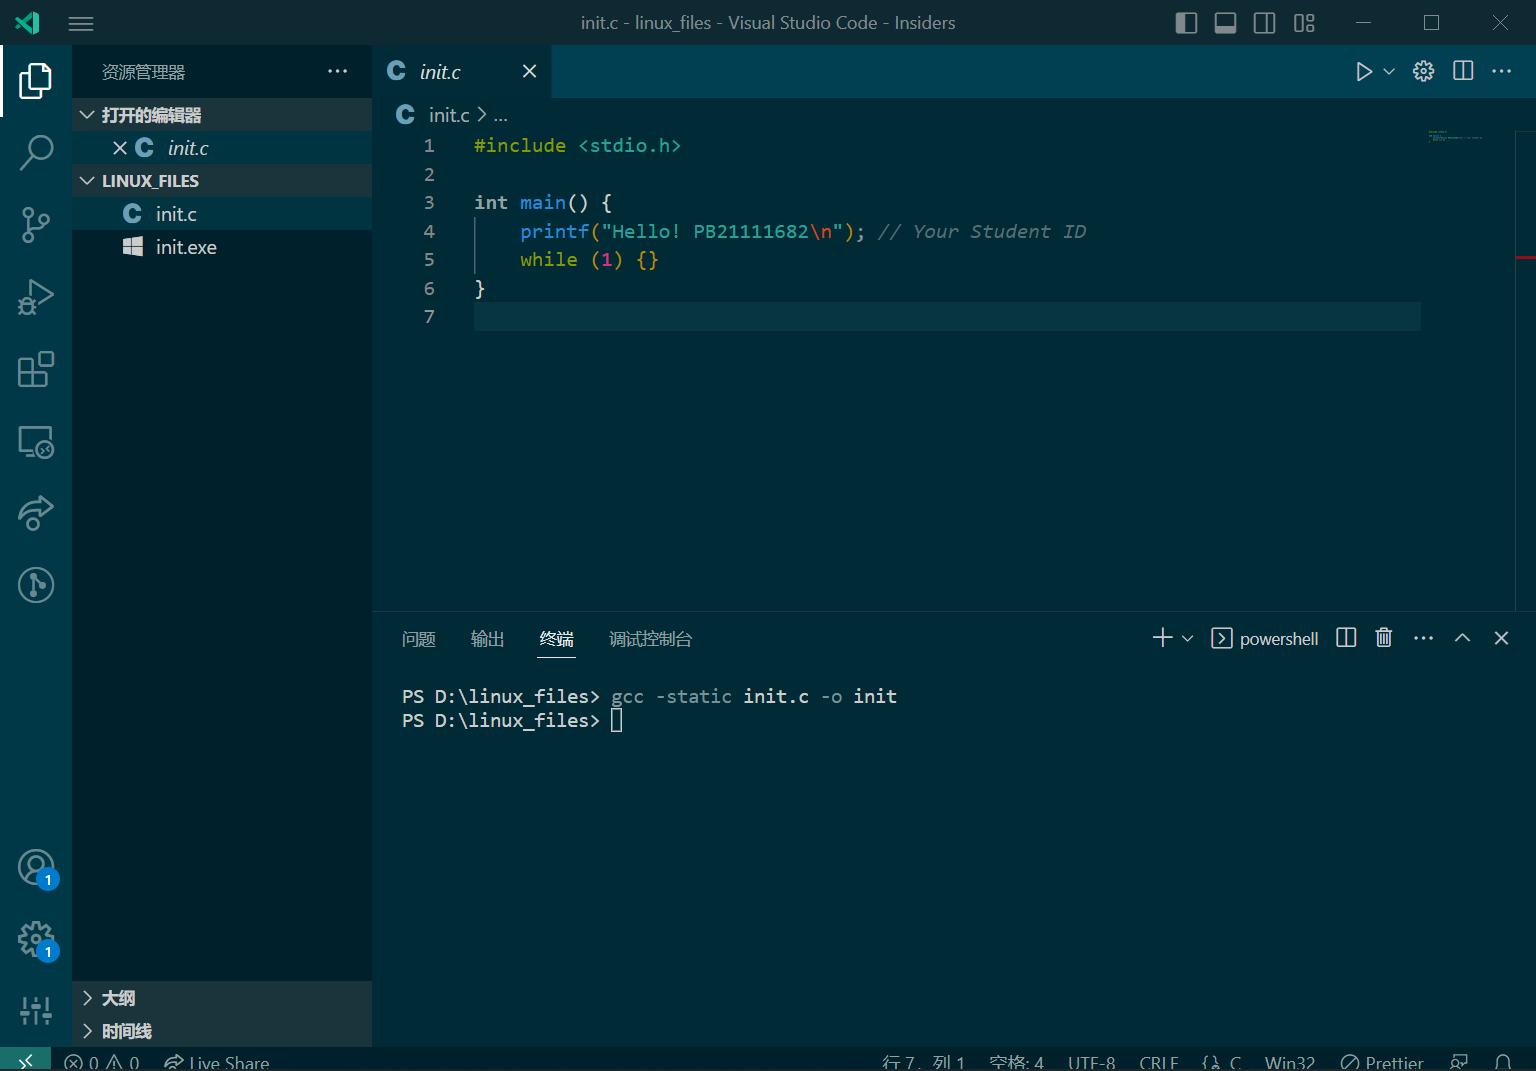 init.c - linux_files - Visual Studio Code - Insiders
资源管理器
打开的编辑器
init.c
LINUX_FILES
init.c
init.exe
大纲
时间线
init.c
init.c > ...
1 #include <stdio.h>
2
3 int main() {
4 printf("Hello! PB21111682\n"); // Your Student ID
5 while (1) {}
6 }
7
问题 输出 终端 调试控制台
powershell
PS D:\linux_files> gcc -static init.c -o init
PS D:\linux_files>
1
1
0 0 Live Share 行 7，列 1 空格: 4 UTF-8 CRLF {} C Win32 Prettier